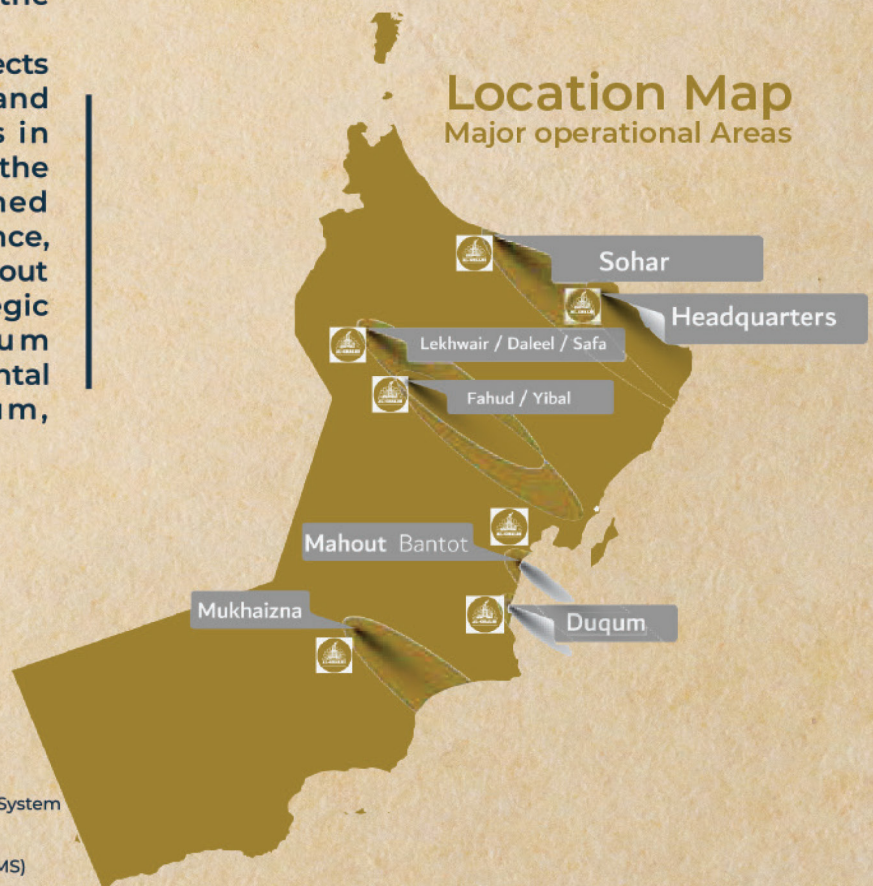 the
ects
and
s in
the
ned
nce,
out
egic
um
ntal
um,
Location Map
Major operational Areas
Sohar
Headquarters
Lekhwair / Daleel / Safa
Fahud / Yibal
Mahout Bantot
Mukhaizna
Duqum
System
MS)